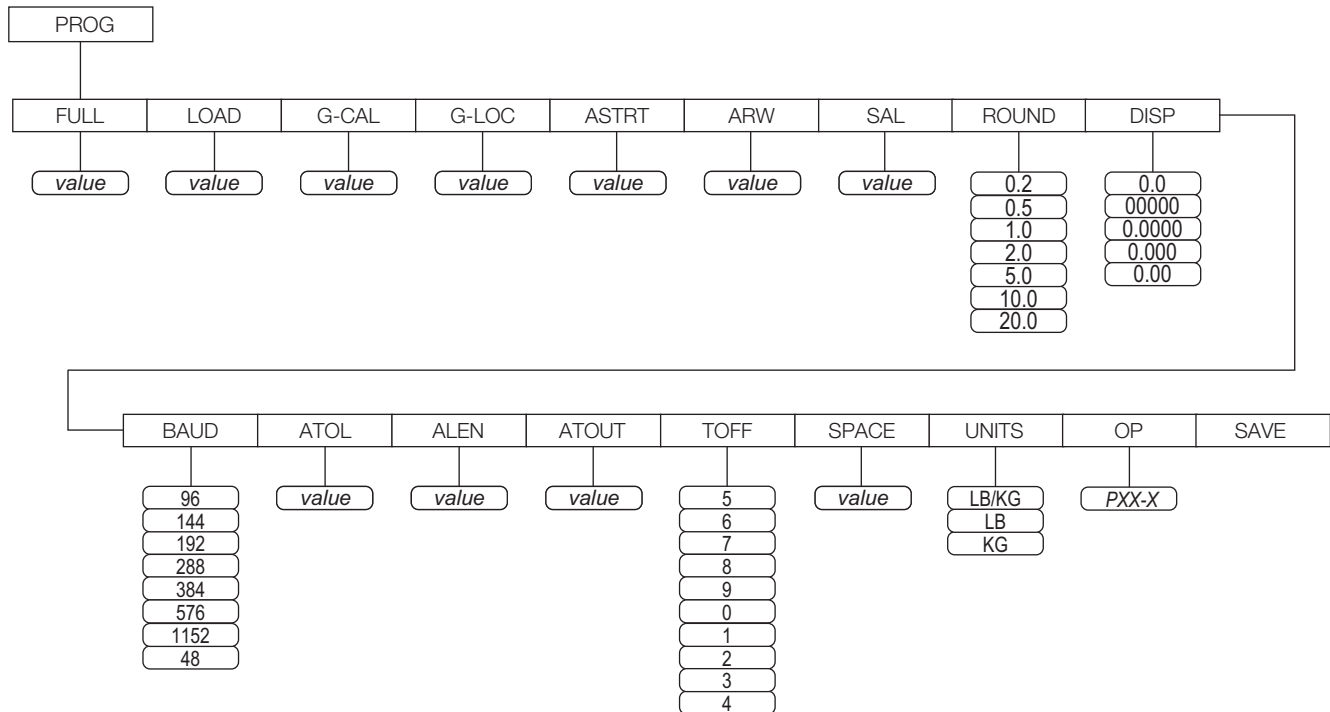 PROG
FULL LOAD G-CAL G-LOC ASTRT ARW SAL ROUND DISP
value value value value value value value 0.2 0.0
0.5 00000
1.0 0.0000
2.0 0.000
5.0 0.00
10.0
20.0
BAUD ATOL ALEN ATOUT TOFF SPACE UNITS OP SAVE
96 value value value 5 value LB/KG PXX-X
144 6 LB
192 7 KG
288 8
384 9
576 0
1152 1
48 2
3
4